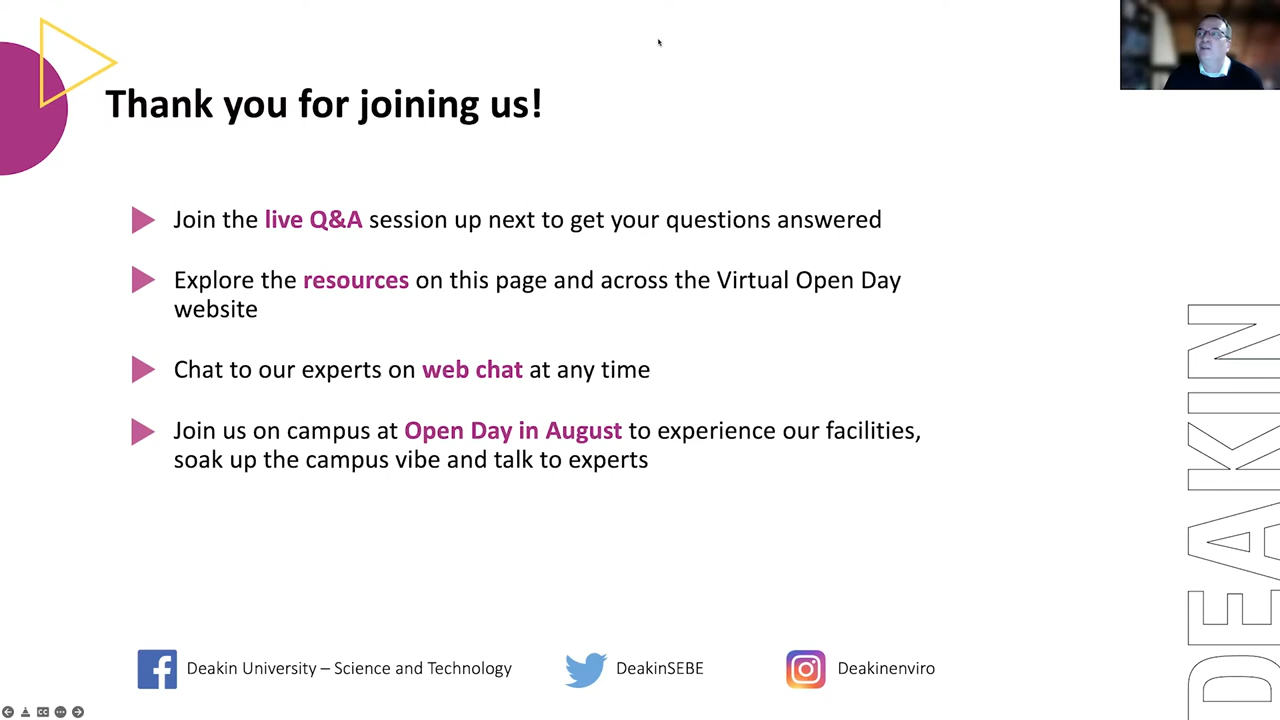 Thank you for joining us!
Join the live Q&A session up next to get your questions answered
Explore the resources on this page and across the Virtual Open Day
website
Chat to our experts on web chat at any time
Join us on campus at Open Day in August to experience our facilities,
soak up the campus vibe and talk to experts
DEAKIN
Deakin University – Science and Technology
DeakinSEBE
Deakinenviro
CC